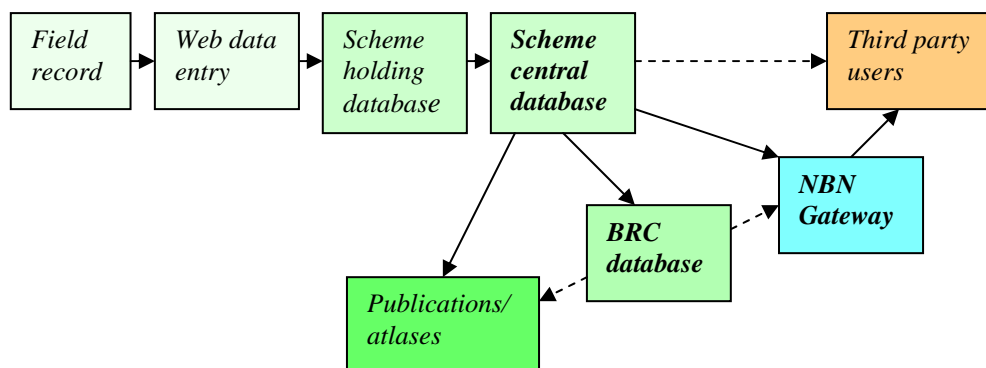 Field
record
Web data
entry
Scheme
holding
database
Scheme
central
database
Third party
users
NBN
Gateway
BRC
database
Publications/
atlases